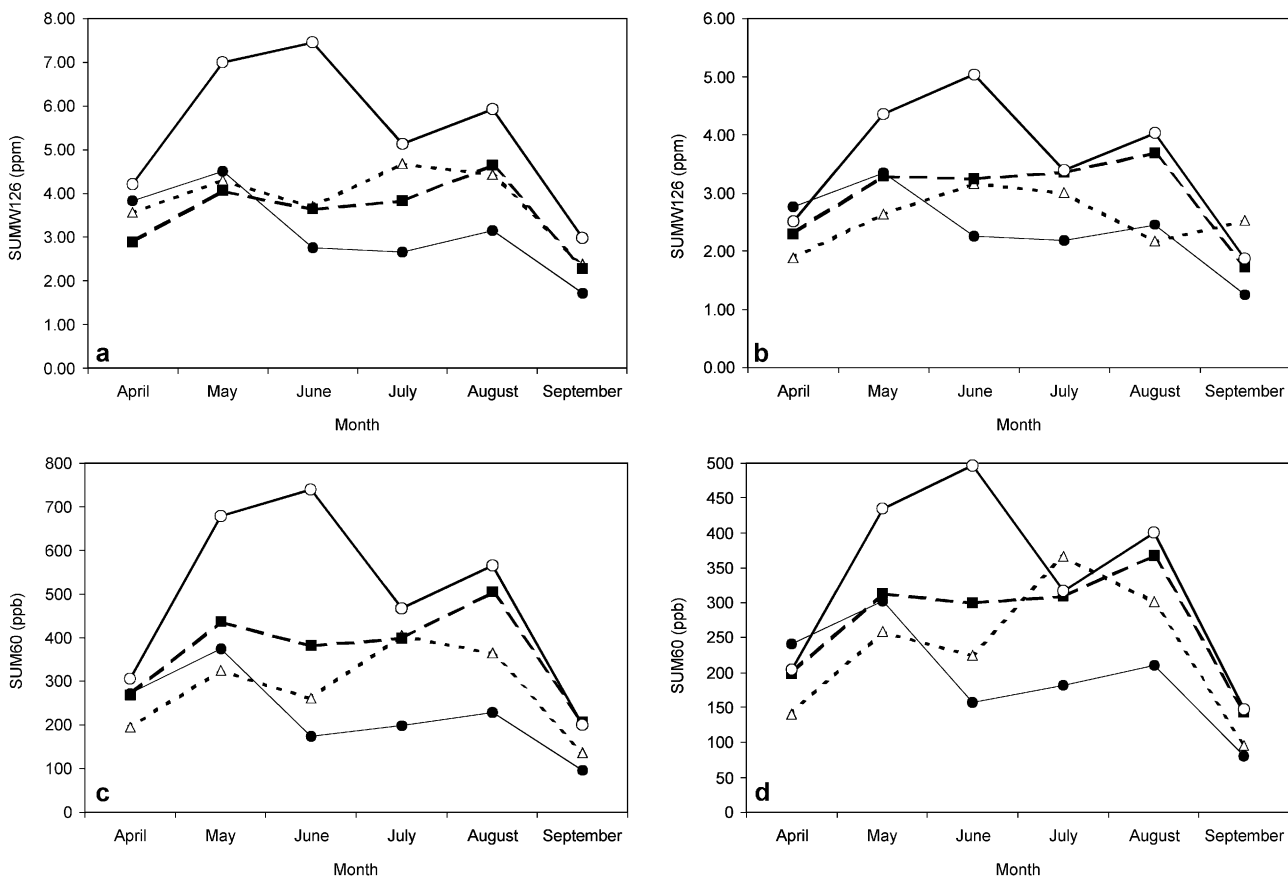 8.00
7.00
6.00
5.00
4.00
3.00
2.00
1.00
0.00
SUMW126 (ppm)
a
April May June July August September
Month
6.00
5.00
4.00
3.00
2.00
1.00
0.00
SUMW126 (ppm)
b
April May June July August September
Month
800
700
600
500
400
300
200
100
0
SUM60 (ppb)
c
April May June July August September
Month
500
450
400
350
300
250
200
150
100
50
0
SUM60 (ppb)
d
April May June July August September
Month